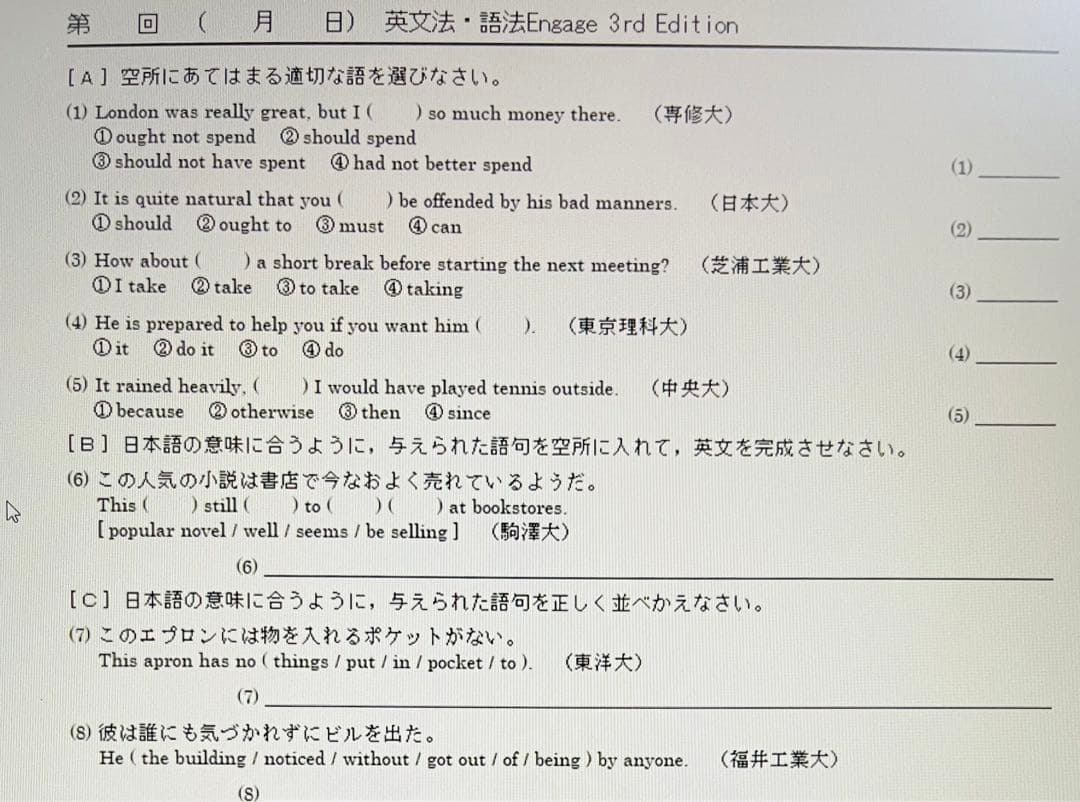 第　　回　（　　月　　日）　英文法・語法Engage 3rd Edition
[A] 空所にあてはまる適切な語を選びなさい。
(1) London was really great, but I (　　) so much money there.　（専修大）
①ought not spend　②should spend
③should not have spent　④had not better spend　(1)
(2) It is quite natural that you (　　) be offended by his bad manners.　（日本大）
①should　②ought to　③must　④can　(2)
(3) How about (　　) a short break before starting the next meeting?　（芝浦工業大）
①I take　②take　③to take　④taking　(3)
(4) He is prepared to help you if you want him (　　).　（東京理科大）
①it　②do it　③to　④do　(4)
(5) It rained heavily, (　　) I would have played tennis outside.　（中央大）
①because　②otherwise　③then　④since　(5)
[B] 日本語の意味に合うように，与えられた語句を空所に入れて，英文を完成させなさい。
(6) この人気の小説は書店で今なおよく売れているようだ。
This (　　) still (　　) to (　　) (　　) at bookstores.
[ popular novel / well / seems / be selling ]　（駒澤大）
(6)
[C] 日本語の意味に合うように，与えられた語句を正しく並べかえなさい。
(7) このエプロンには物を入れるポケットがない。
This apron has no ( things / put / in / pocket / to ).　（東洋大）
(7)
(8) 彼は誰にも気づかれずにビルを出た。
He ( the building / noticed / without / got out / of / being ) by anyone.　（福井工業大）
(8)